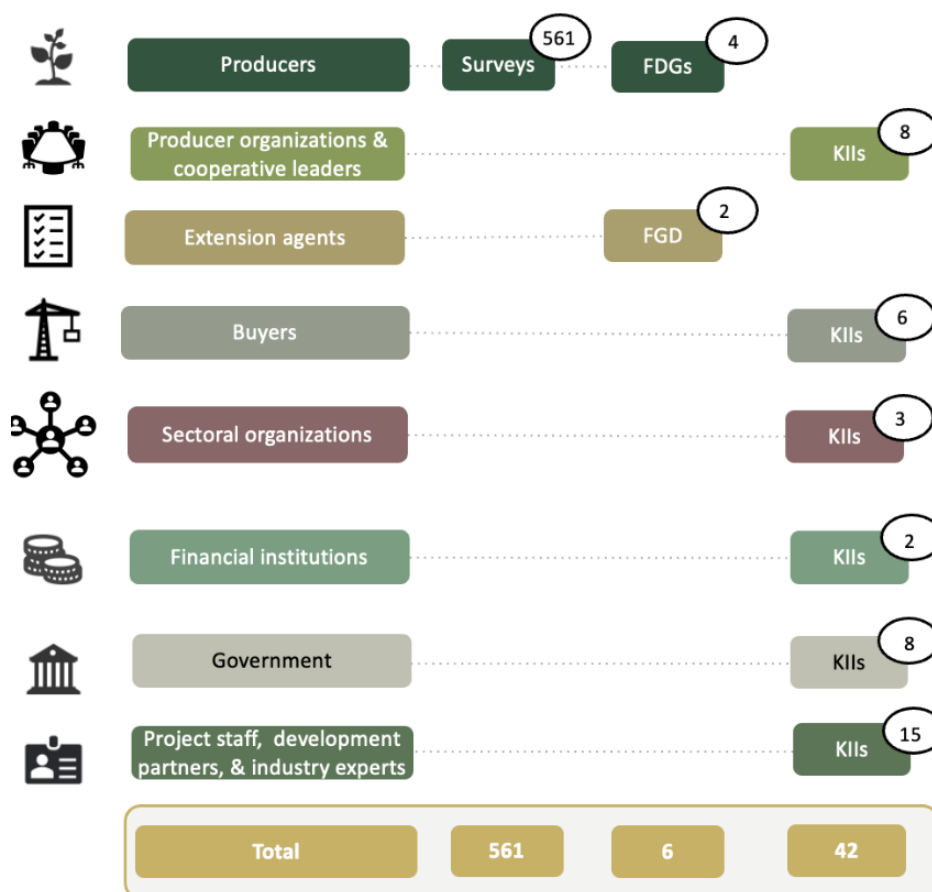 561
4
Producers
Surveys
FDGs
8
Producer organizations &
cooperative leaders
KIIs
2
Extension agents
FGD
6
Buyers
KIIs
3
Sectoral organizations
KIIs
2
Financial institutions
KIIs
8
Government
KIIs
15
Project staff, development
partners, & industry experts
KIIs
Total
561
6
42